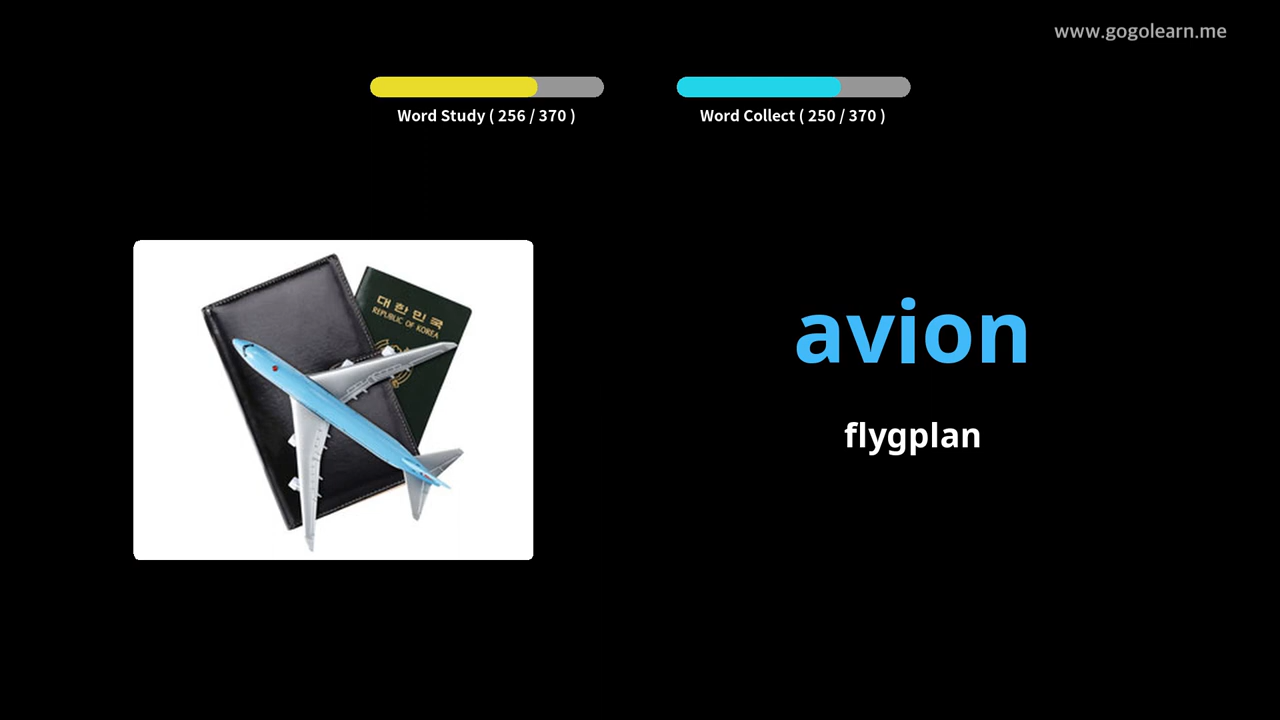 www.gogolearn.me
Word Study ( 256 / 370 )
Word Collect ( 250 / 370 )
대한민국
REPUBLIC OF KOREA
avion
flygplan